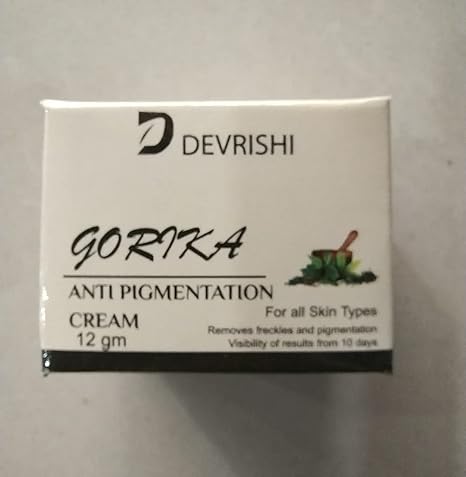 DEVRISHI
GORIKA
ANTI PIGMENTATION
CREAM
12 gm
For all Skin Types
Removes freckles and pigmentation
Visibility of results from 10 days